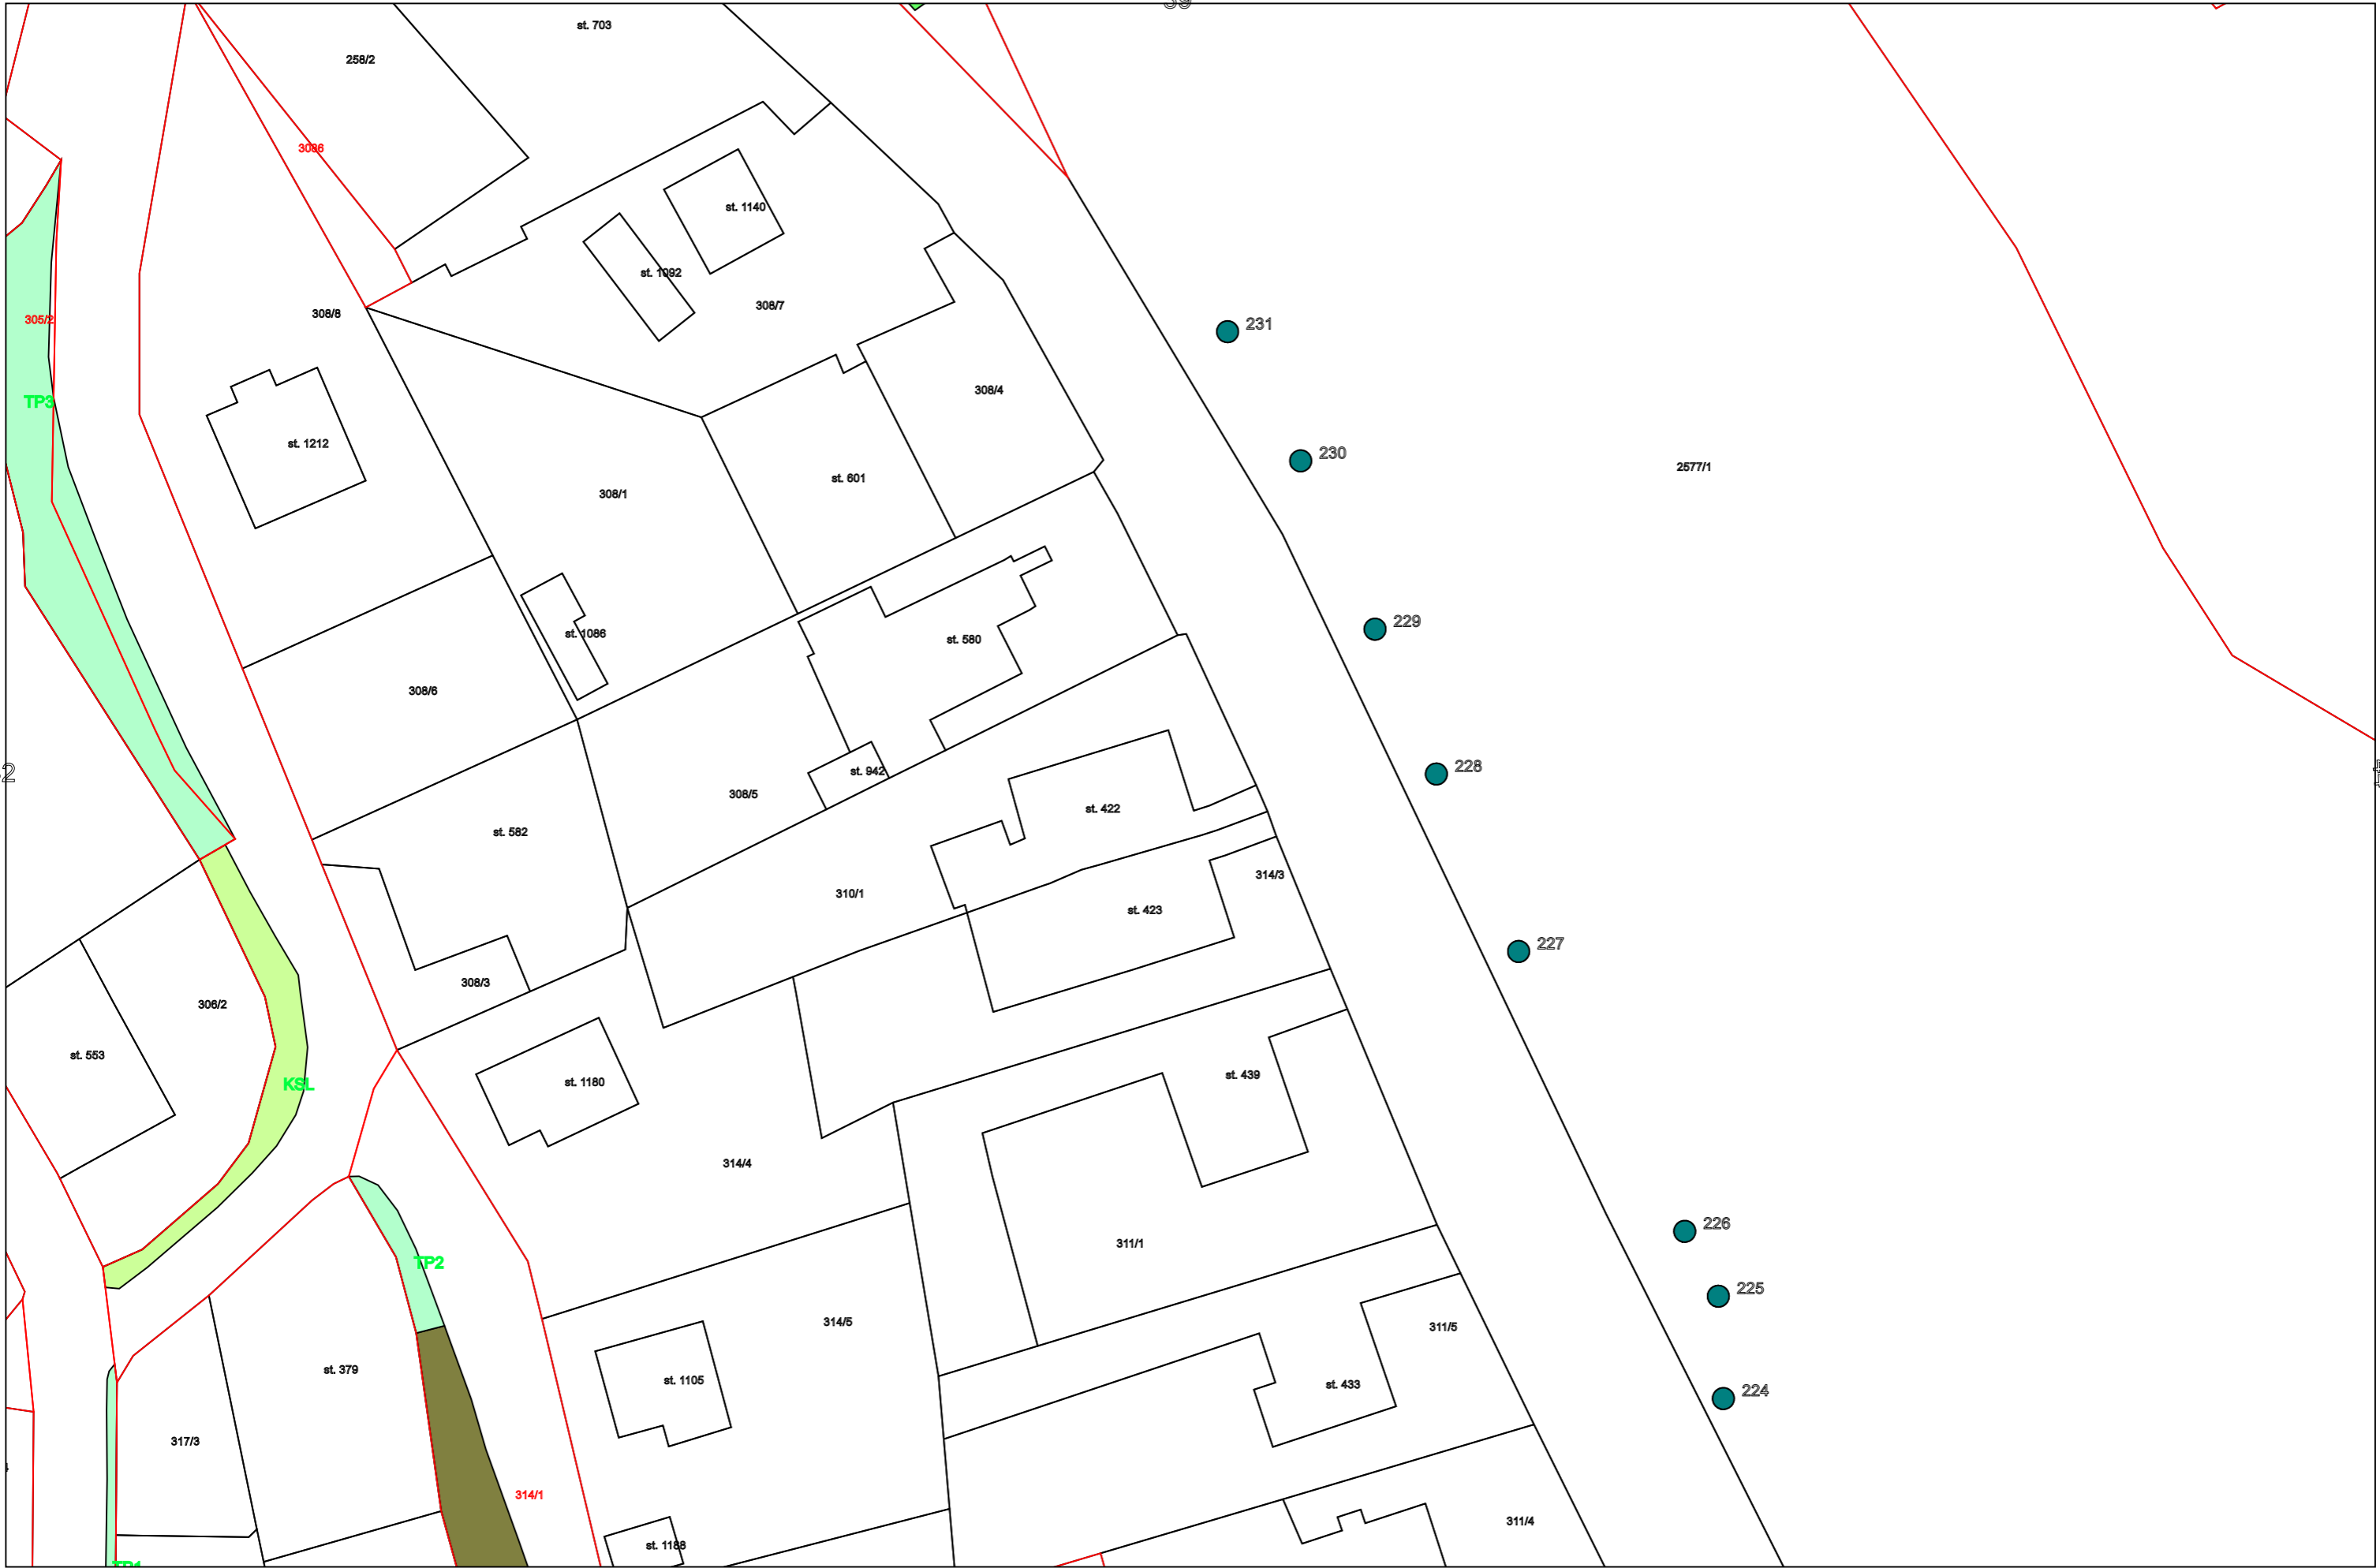 st. 703
258/2
3086
st. 1140
st. 1092
308/7
308/8
305/2
231
308/4
TP3
st. 1212
230
2577/1
st. 601
308/1
229
st. 1086
st. 580
308/6
228
st. 942
308/5
st. 422
st. 582
314/3
310/1
st. 423
227
308/3
306/2
st. 553
st. 439
st. 1180
KSL
314/4
226
311/1
TP2
225
314/5
311/5
st. 379
st. 1105
st. 433
224
317/3
314/1
311/4
st. 1188